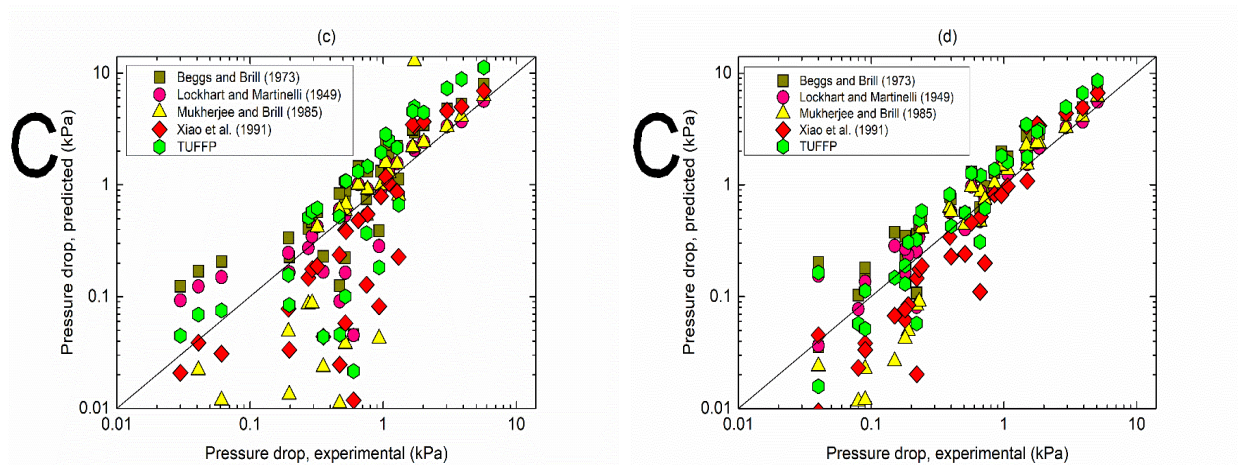 (c)
Beggs and Brill (1973)
Lockhart and Martinelli (1949)
Mukherjee and Brill (1985)
Xiao et al. (1991)
TUFFP
10
1
0.1
0.01
0.01
0.1
1
10
Pressure drop, predicted (kPa)
Pressure drop, experimental (kPa)
C
(d)
Beggs and Brill (1973)
Lockhart and Martinelli (1949)
Mukherjee and Brill (1985)
Xiao et al. (1991)
TUFFP
10
1
0.1
0.01
0.01
0.1
1
10
Pressure drop, predicted (kPa)
Pressure drop, experimental (kPa)
C